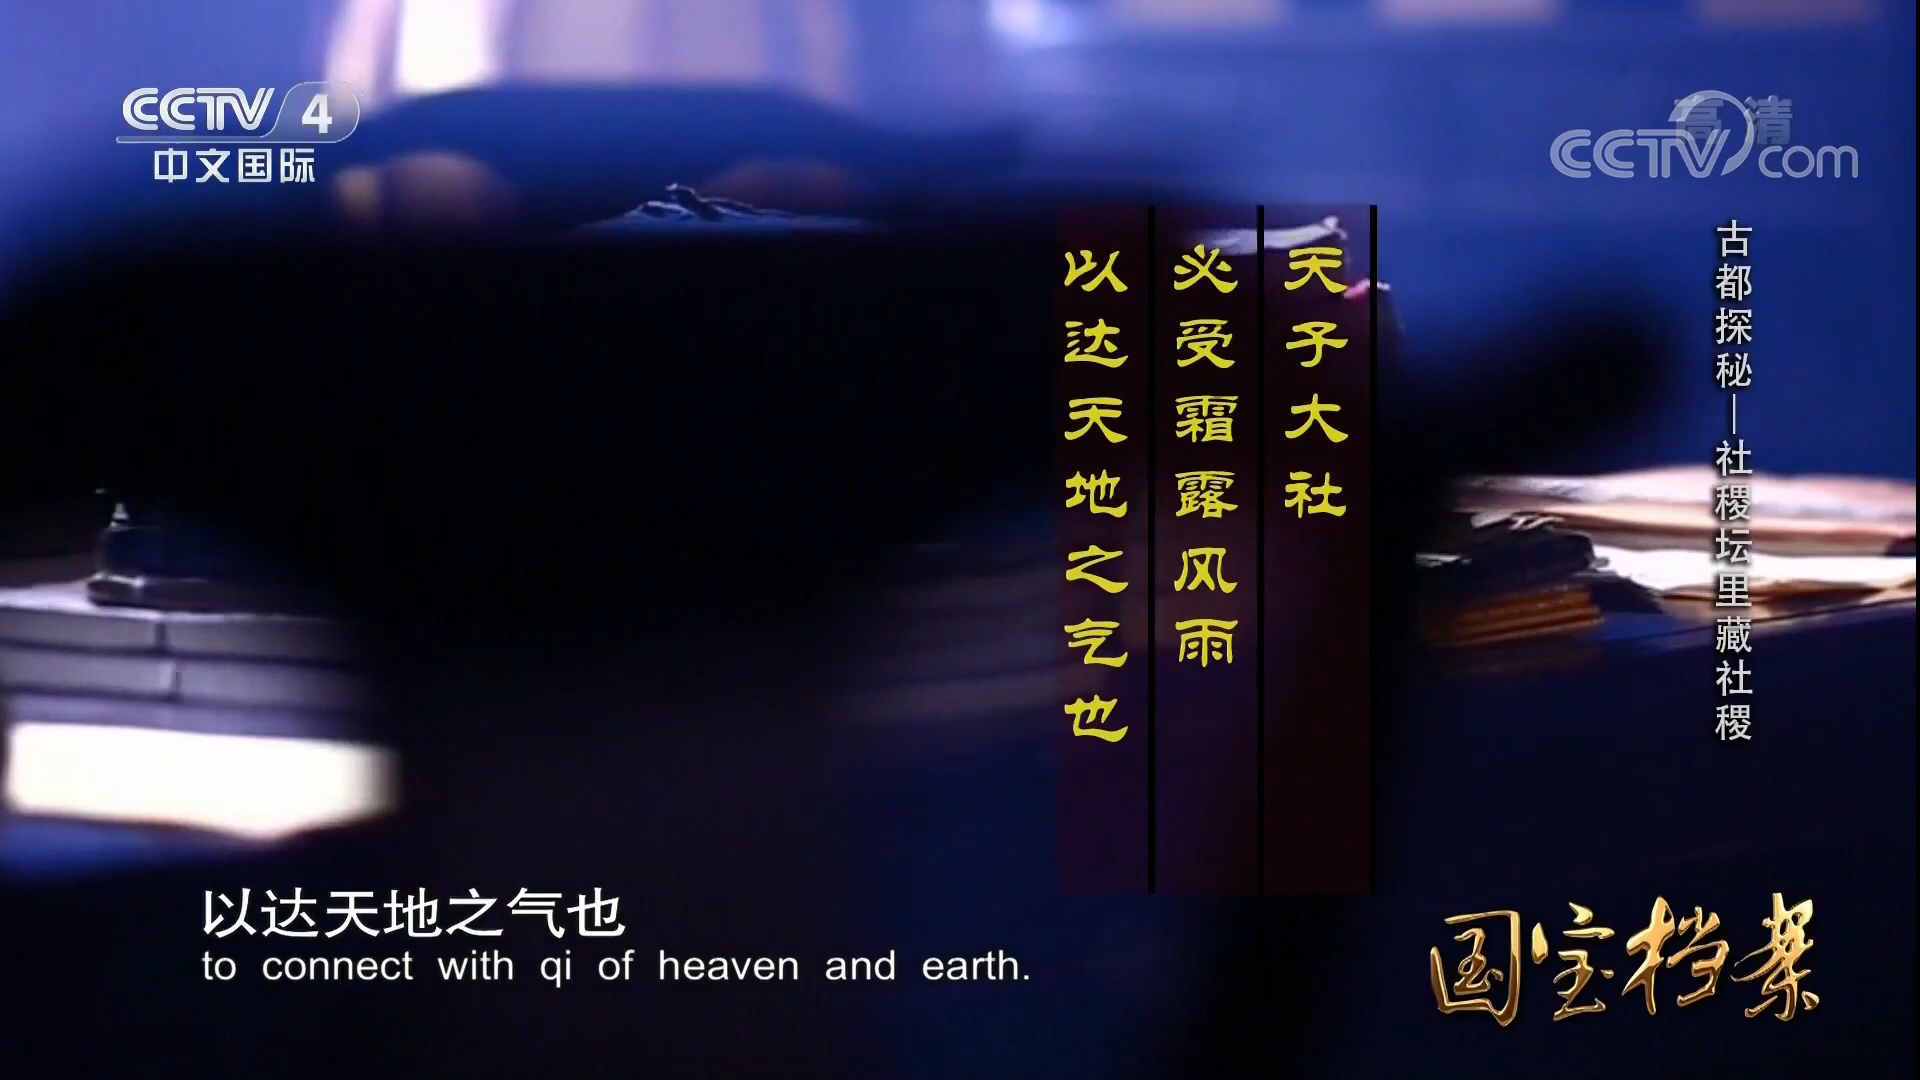 CCTV 4
中文国际
高清
CCTV com
天子大社
必受霜露风雨
以达天地之气也
古都探秘—社稷坛里藏社稷
以达天地之气也
to connect with qi of heaven and earth.
国宝档案